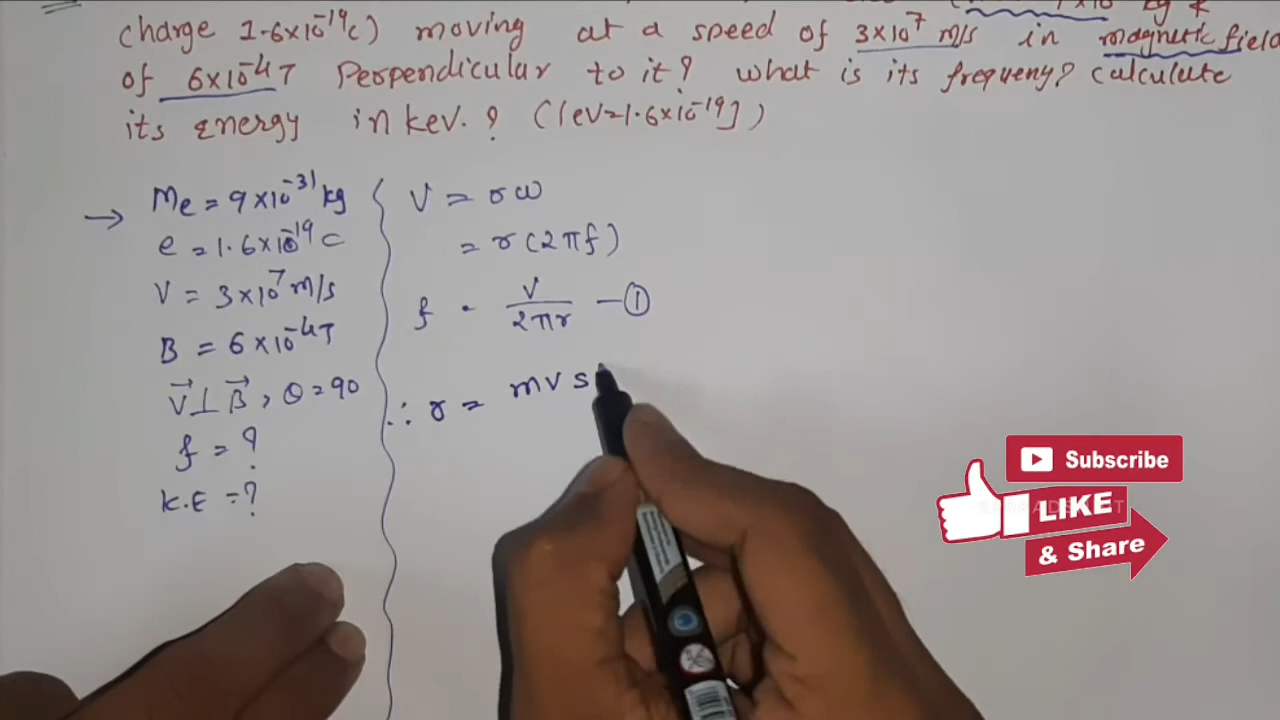 kg &
charge 1.6×10⁻¹⁹c) moving at a speed of 3×10⁷ m/s in magnetic field
of 6×10⁻⁴T Perpendicular to it? what is its frequeny? calculate
its energy in kev.? (1ev=1.6×10⁻¹⁹J)
→ Me = 9×10⁻³¹ kg
e = 1.6×10⁻¹⁹ C
V = 3×10⁷ m/s
B = 6×10⁻⁴T
V⃗ ⊥ B⃗, θ = 90
f = ?
K.E = ?
V = rω
= r(2πf)
f = V/2πr — ①
∴ r = mv s
Subscribe
LIKE
& Share